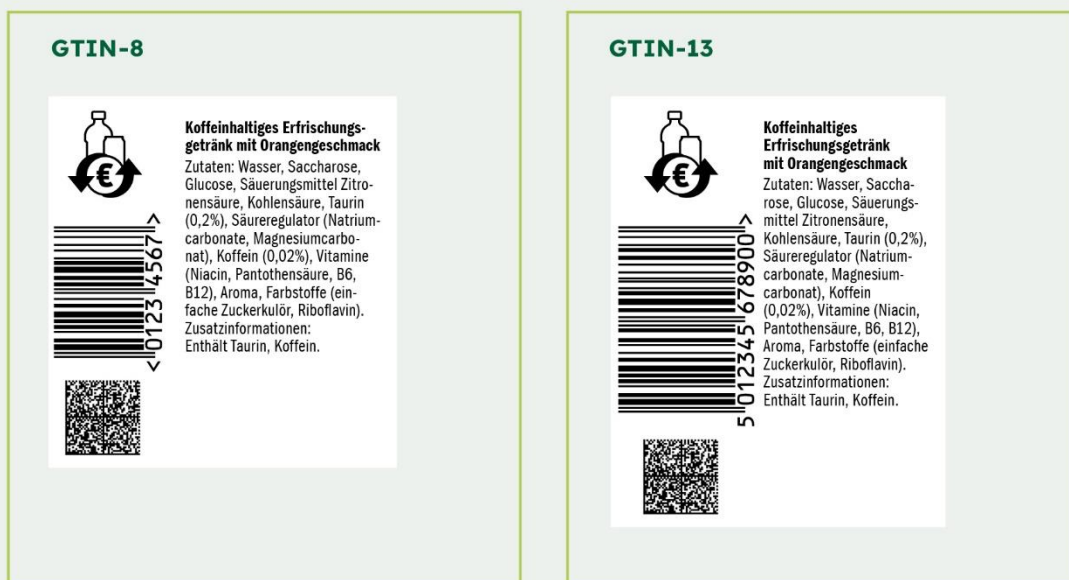 GTIN-8
€
Koffeinhaltiges Erfrischungs-
getränk mit Orangengeschmack
Zutaten: Wasser, Saccharose,
Glucose, Säuerungsmittel Zitro-
nensäure, Kohlensäure, Taurin
(0,2%), Säureregulator (Natrium-
carbonate, Magnesiumcarbo-
nat), Koffein (0,02%), Vitamine
(Niacin, Pantothensäure, B6,
B12), Aroma, Farbstoffe (ein-
fache Zuckerkulör, Riboflavin).
Zusatzinformationen:
Enthält Taurin, Koffein.
<0123 4567>
GTIN-13
€
Koffeinhaltiges
Erfrischungsgetränk
mit Orangengeschmack
Zutaten: Wasser, Saccha-
rose, Glucose, Säuerungs-
mittel Zitronensäure,
Kohlensäure, Taurin (0,2%),
Säureregulator (Natrium-
carbonate, Magnesium-
carbonat), Koffein
(0,02%), Vitamine (Niacin,
Pantothensäure, B6, B12),
Aroma, Farbstoffe (einfache
Zuckerkulör, Riboflavin).
Zusatzinformationen:
Enthält Taurin, Koffein.
5 012345 678900 >